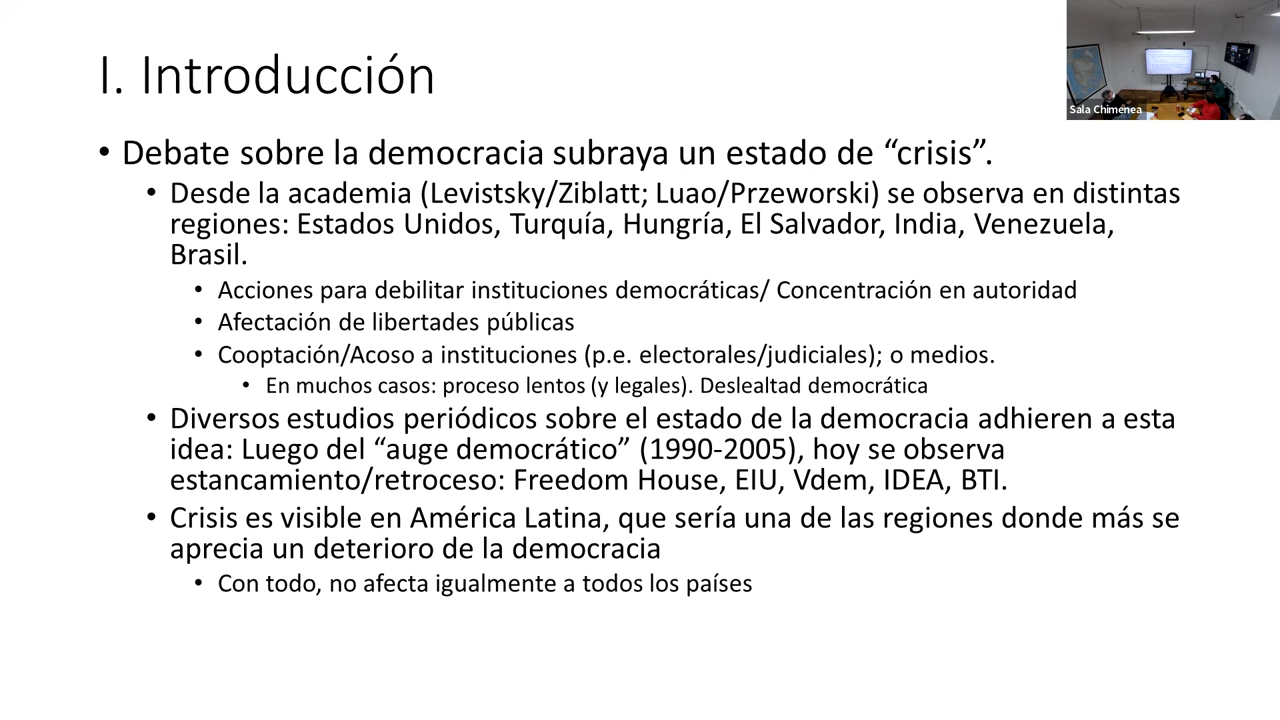 I. Introducción
Sala Chimenea
• Debate sobre la democracia subraya un estado de “crisis”.
• Desde la academia (Levistsky/Ziblatt; Luao/Przeworski) se observa en distintas
regiones: Estados Unidos, Turquía, Hungría, El Salvador, India, Venezuela,
Brasil.
• Acciones para debilitar instituciones democráticas/ Concentración en autoridad
• Afectación de libertades públicas
• Cooptación/Acoso a instituciones (p.e. electorales/judiciales); o medios.
• En muchos casos: proceso lentos (y legales). Deslealtad democrática
• Diversos estudios periódicos sobre el estado de la democracia adhieren a esta
idea: Luego del “auge democrático” (1990-2005), hoy se observa
estancamiento/retroceso: Freedom House, EIU, Vdem, IDEA, BTI.
• Crisis es visible en América Latina, que sería una de las regiones donde más se
aprecia un deterioro de la democracia
• Con todo, no afecta igualmente a todos los países